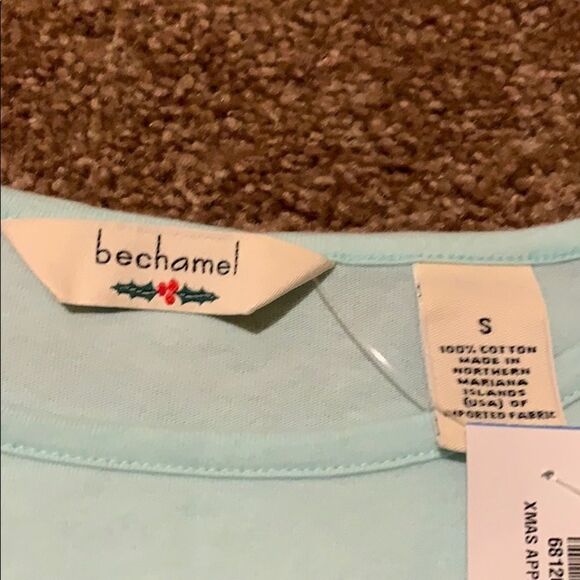 bechamel
S
100% COTTON
MADE IN
NORTHERN
MARIANA
ISLANDS
(USA) OF
IMPORTED FABRIC
XMAS APP
6812